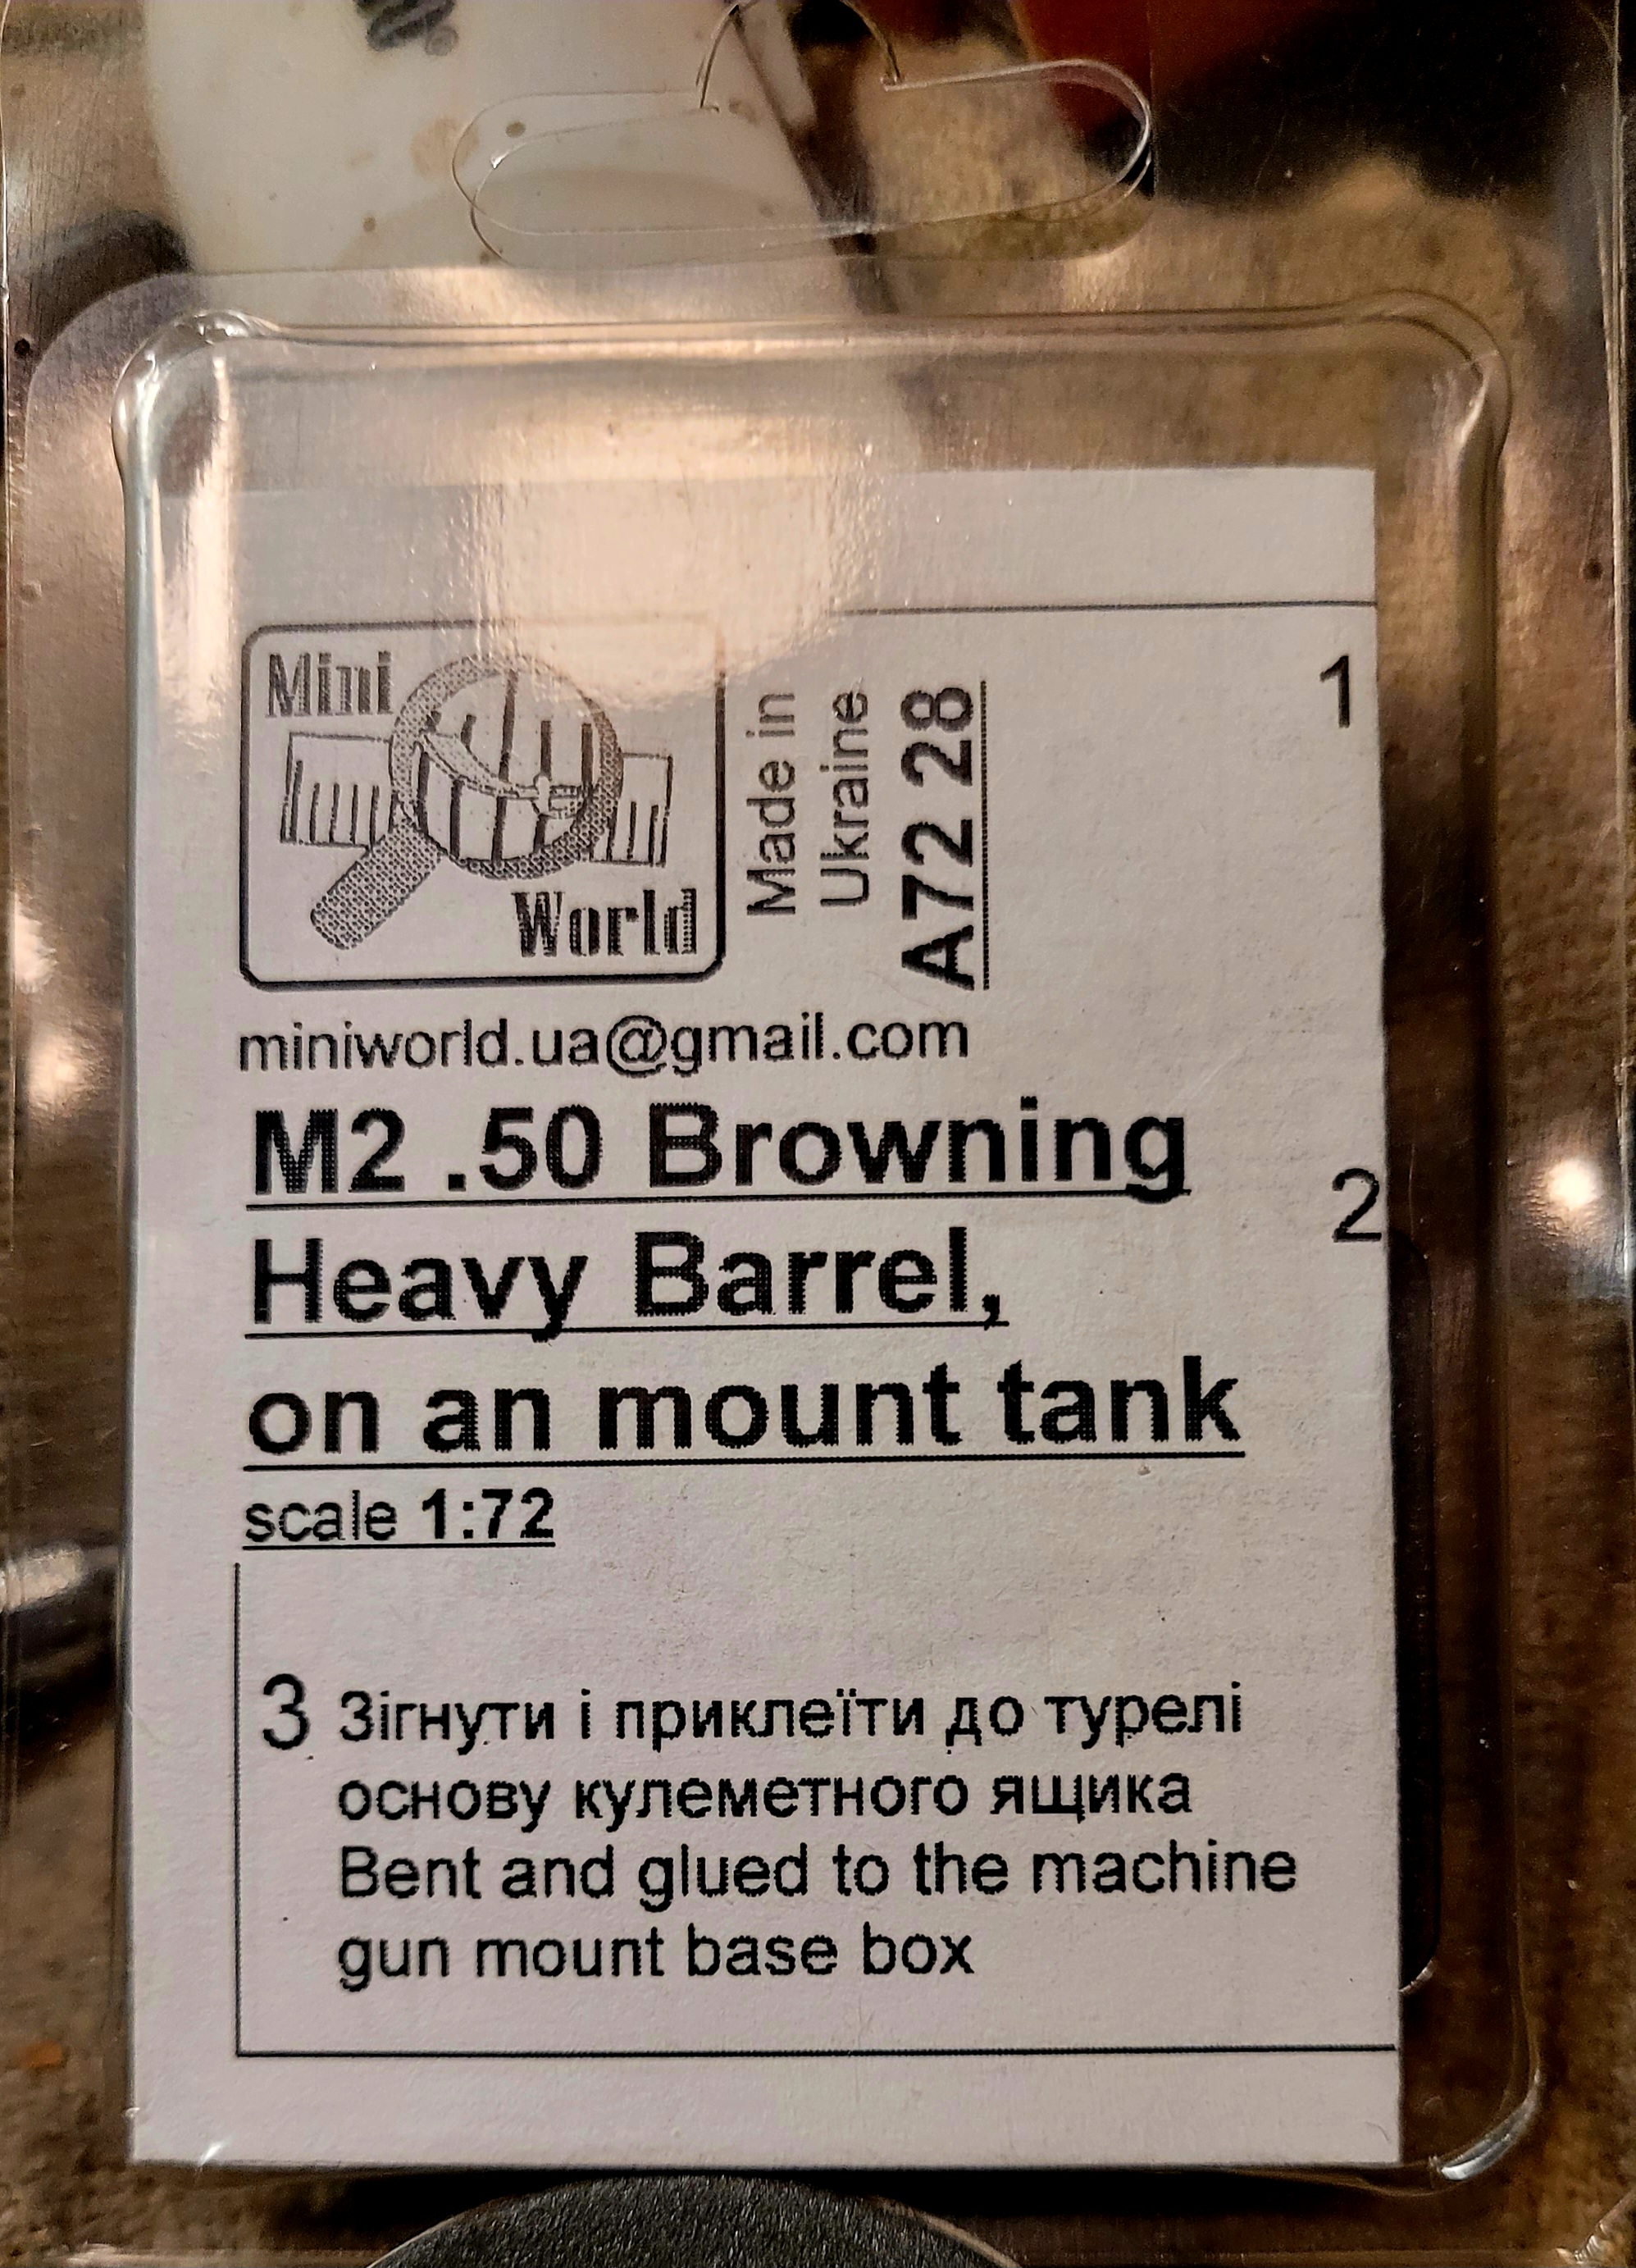 Mini
World
Made in
Ukraine
A72 28
1
miniworld.ua@gmail.com
M2 .50 Browning
2
Heavy Barrel,
on an mount tank
scale 1:72
3 Зігнути і приклеїти до турелі
основу кулеметного ящика
Bent and glued to the machine
gun mount base box